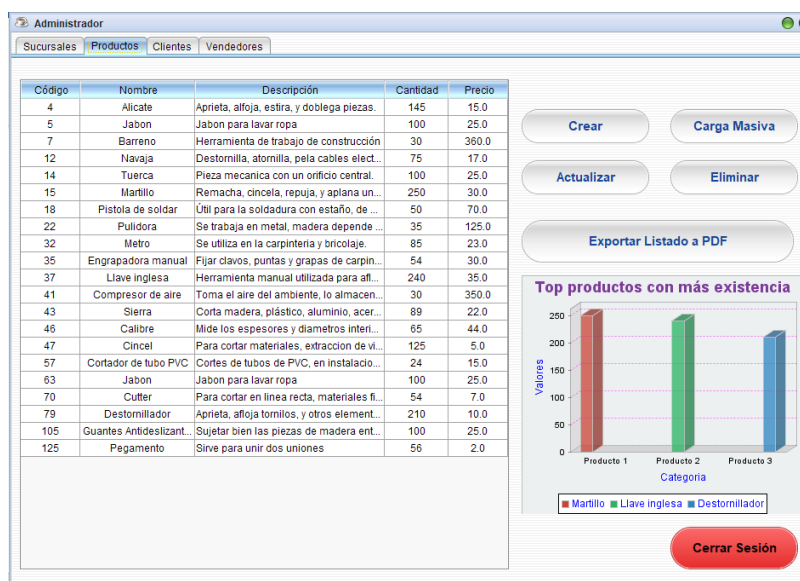 Administrador
Sucursales Productos Clientes Vendedores
Código Nombre Descripción Cantidad Precio
4 Alicate Aprieta, alfoja, estira, y doblega piezas. 145 15.0
5 Jabon Jabon para lavar ropa 100 25.0
7 Barreno Herramienta de trabajo de construcción 30 360.0
12 Navaja Destornilla, atornilla, pela cables elect... 75 17.0
14 Tuerca Pieza mecanica con un orificio central. 100 25.0
15 Martillo Remacha, cincela, repuja, y aplana un... 250 30.0
18 Pistola de soldar Útil para la soldadura con estaño, de ... 50 70.0
22 Pulidora Se trabaja en metal, madera depende ... 35 125.0
32 Metro Se utiliza en la carpinteria y bricolaje. 85 23.0
35 Engrapadora manual Fijar clavos, puntas y grapas de carpin... 54 30.0
37 Llave inglesa Herramienta manual utilizada para afl... 240 35.0
41 Compresor de aire Toma el aire del ambiente, lo almacen... 30 350.0
43 Sierra Corta madera, plástico, aluminio, acer... 89 22.0
46 Calibre Mide los espesores y diametros interi... 65 44.0
47 Cincel Para cortar materiales, extraccion de vi... 125 5.0
57 Cortador de tubo PVC Cortes de tubos de PVC, en instalacio... 24 15.0
63 Jabon Jabon para lavar ropa 100 25.0
70 Cutter Para cortar en linea recta, materiales fi... 54 7.0
79 Destornillador Aprieta, afloja tornilos, y otros element... 210 10.0
105 Guantes Antideslizant... Sujetar bien las piezas de madera ent... 100 25.0
125 Pegamento Sirve para unir dos uniones 56 2.0
Crear Carga Masiva
Actualizar Eliminar
Exportar Listado a PDF
Top productos con más existencia
250
200
150
100
50
0
Valores
Producto 1 Producto 2 Producto 3
Categoria
Martillo Llave inglesa Destornillador
Cerrar Sesión